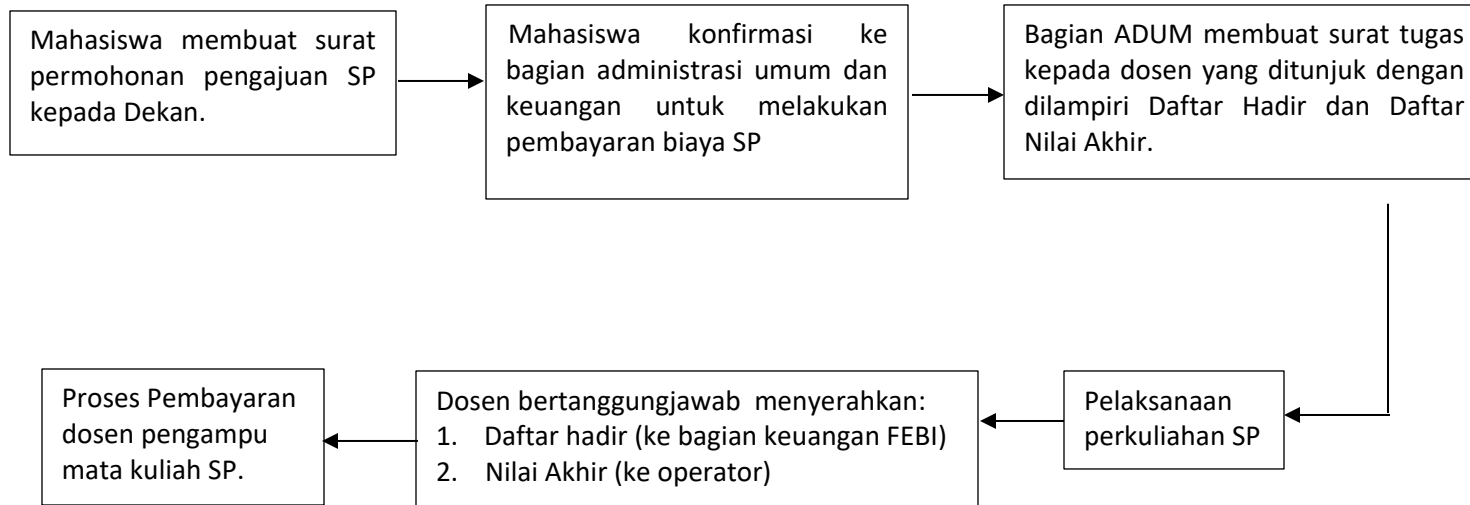 Mahasiswa membuat surat
permohonan pengajuan SP
kepada Dekan.
Mahasiswa konfirmasi ke
bagian administrasi umum dan
keuangan untuk melakukan
pembayaran biaya SP
Bagian ADUM membuat surat tugas
kepada dosen yang ditunjuk dengan
dilampiri Daftar Hadir dan Daftar
Nilai Akhir.
Pelaksanaan
perkuliahan SP
Dosen bertanggungjawab menyerahkan:
1. Daftar hadir (ke bagian keuangan FEBI)
2. Nilai Akhir (ke operator)
Proses Pembayaran
dosen pengampu
mata kuliah SP.